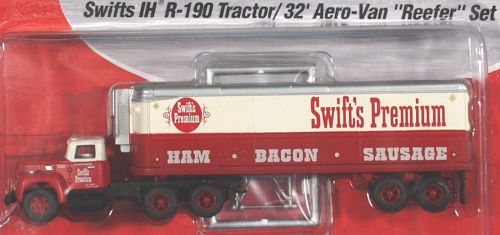 Swifts IH® R-190 Tractor/ 32' Aero-Van "Reefer" Set
Swift's
Premium
Swift's Premium
HAM • BACON • SAUSAGE
Swift's
Premium